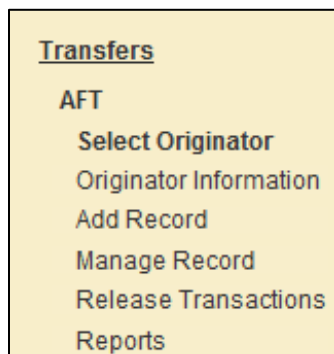 Transfers
AFT
Select Originator
Originator Information
Add Record
Manage Record
Release Transactions
Reports